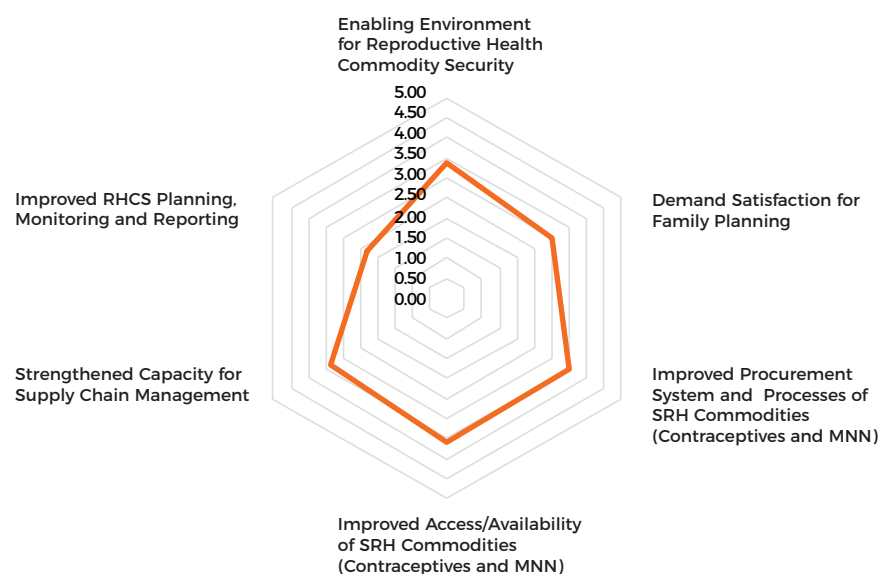 Enabling Environment
for Reproductive Health
Commodity Security
5.00
4.50
4.00
3.50
3.00
2.50
2.00
1.50
1.00
0.50
0.00
Demand Satisfaction for
Family Planning
Improved Procurement
System and  Processes of
SRH Commodities
(Contraceptives and MNN)
Improved Access/Availability
of SRH Commodities
(Contraceptives and MNN)
Strengthened Capacity for
Supply Chain Management
Improved RHCS Planning,
Monitoring and Reporting